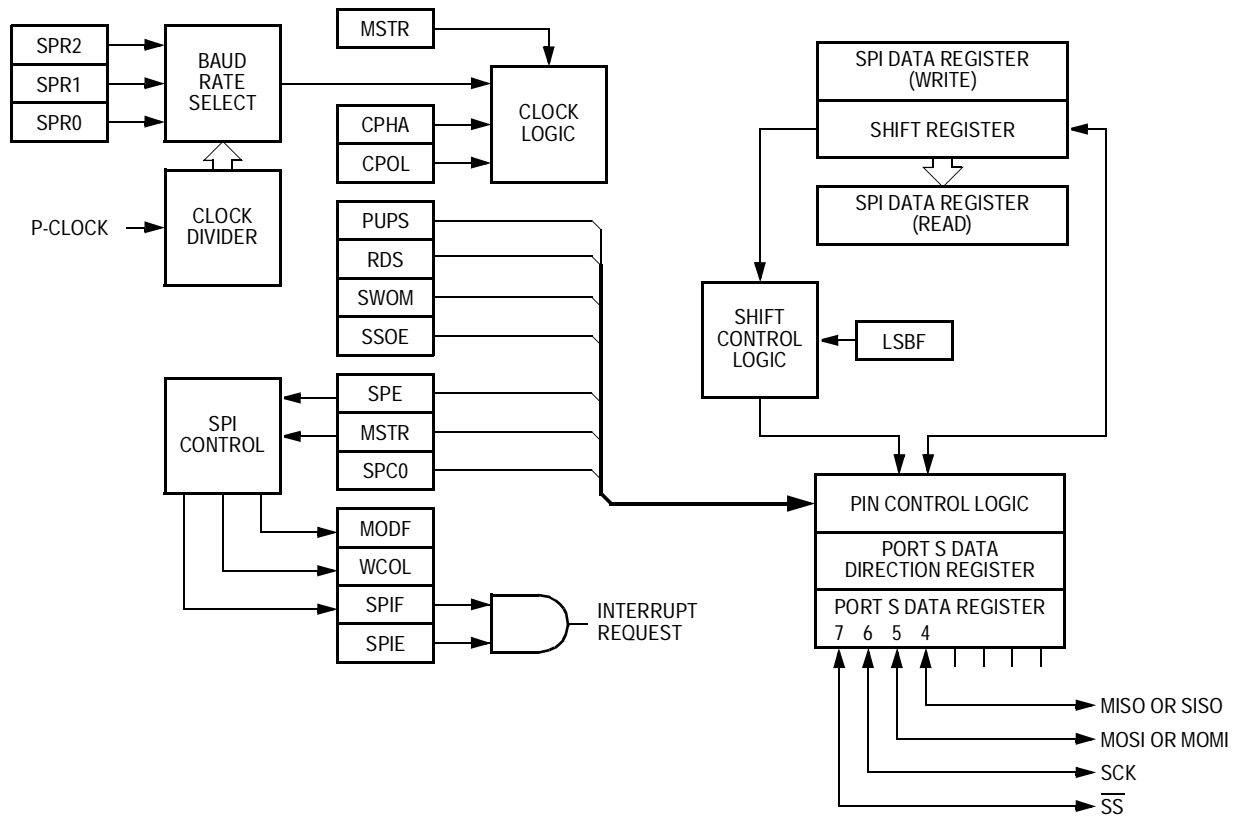 SPR2
SPR1
SPR0
BAUD
RATE
SELECT
P-CLOCK
CLOCK
DIVIDER
MSTR
CPHA
CPOL
CLOCK
LOGIC
PUPS
RDS
SWOM
SSOE
SPE
MSTR
SPC0
SPI
CONTROL
MODF
WCOL
SPIF
SPIE
INTERRUPT
REQUEST
SPI DATA REGISTER
(WRITE)
SHIFT REGISTER
SPI DATA REGISTER
(READ)
SHIFT
CONTROL
LOGIC
LSBF
PIN CONTROL LOGIC
PORT S DATA
DIRECTION REGISTER
PORT S DATA REGISTER
7 6 5 4
MISO OR SISO
MOSI OR MOMI
SCK
S̅S̅